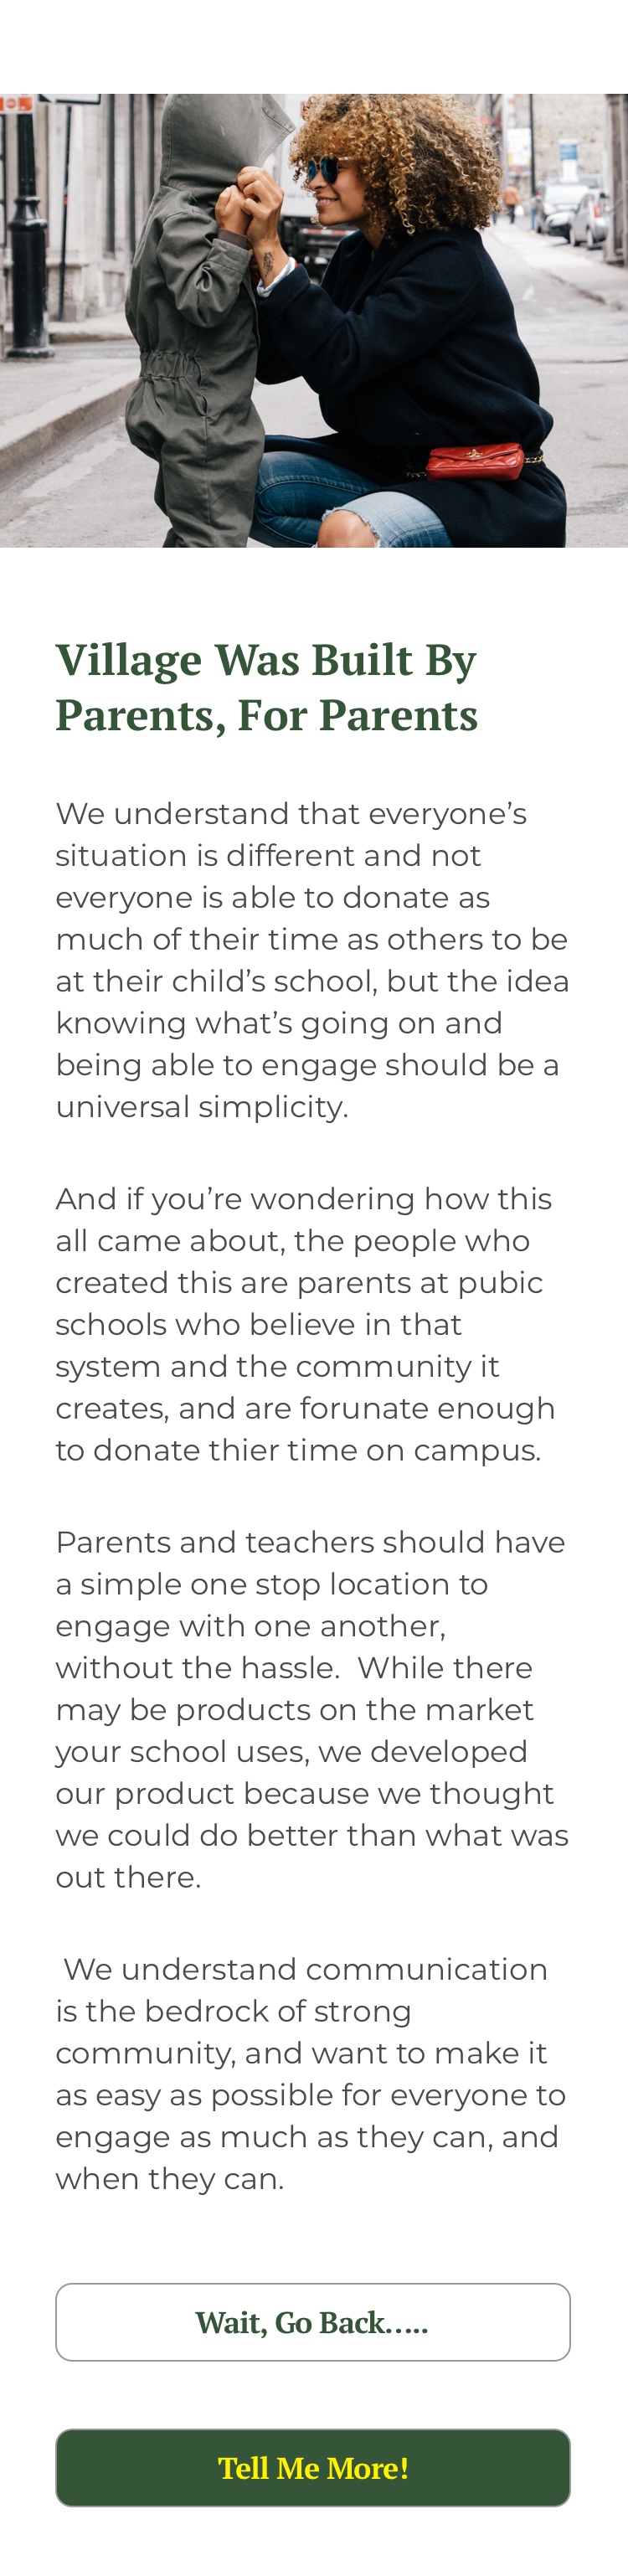 Village Was Built By
Parents, For Parents
We understand that everyone’s
situation is different and not
everyone is able to donate as
much of their time as others to be
at their child’s school, but the idea
knowing what’s going on and
being able to engage should be a
universal simplicity.
And if you’re wondering how this
all came about, the people who
created this are parents at pubic
schools who believe in that
system and the community it
creates, and are forunate enough
to donate thier time on campus.
Parents and teachers should have
a simple one stop location to
engage with one another,
without the hassle.  While there
may be products on the market
your school uses, we developed
our product because we thought
we could do better than what was
out there.
We understand communication
is the bedrock of strong
community, and want to make it
as easy as possible for everyone to
engage as much as they can, and
when they can.
Wait, Go Back…..
Tell Me More!